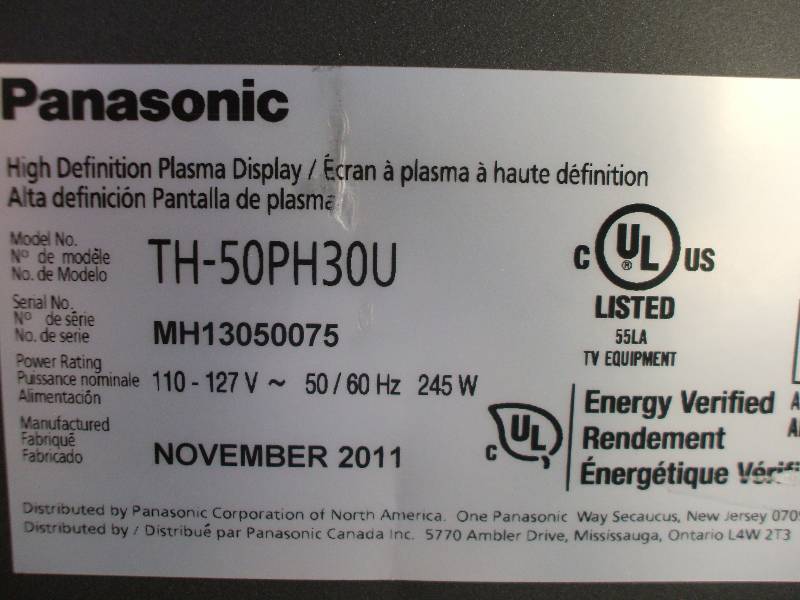 Panasonic
High Definition Plasma Display / Écran à plasma à haute définition
Alta definición Pantalla de plasma
Model No.
Nº de modèle
No. de Modelo
TH-50PH30U
Serial No.
Nº de série
No. de serie
MH13050075
Power Rating
Puissance nominale
Alimentación
110 - 127 V ~ 50 / 60 Hz 245 W
Manufactured
Fabriqué
Fabricado
NOVEMBER 2011
C UL ® US
LISTED
55LA
TV EQUIPMENT
C UL
Energy Verified
Rendement
Énergétique
Distributed by Panasonic Corporation of North America. One Panasonic Way Secaucus, New Jersey
Distributed by / Distribué par Panasonic Canada Inc. 5770 Ambler Drive, Mississauga, Ontario L4W 2T3